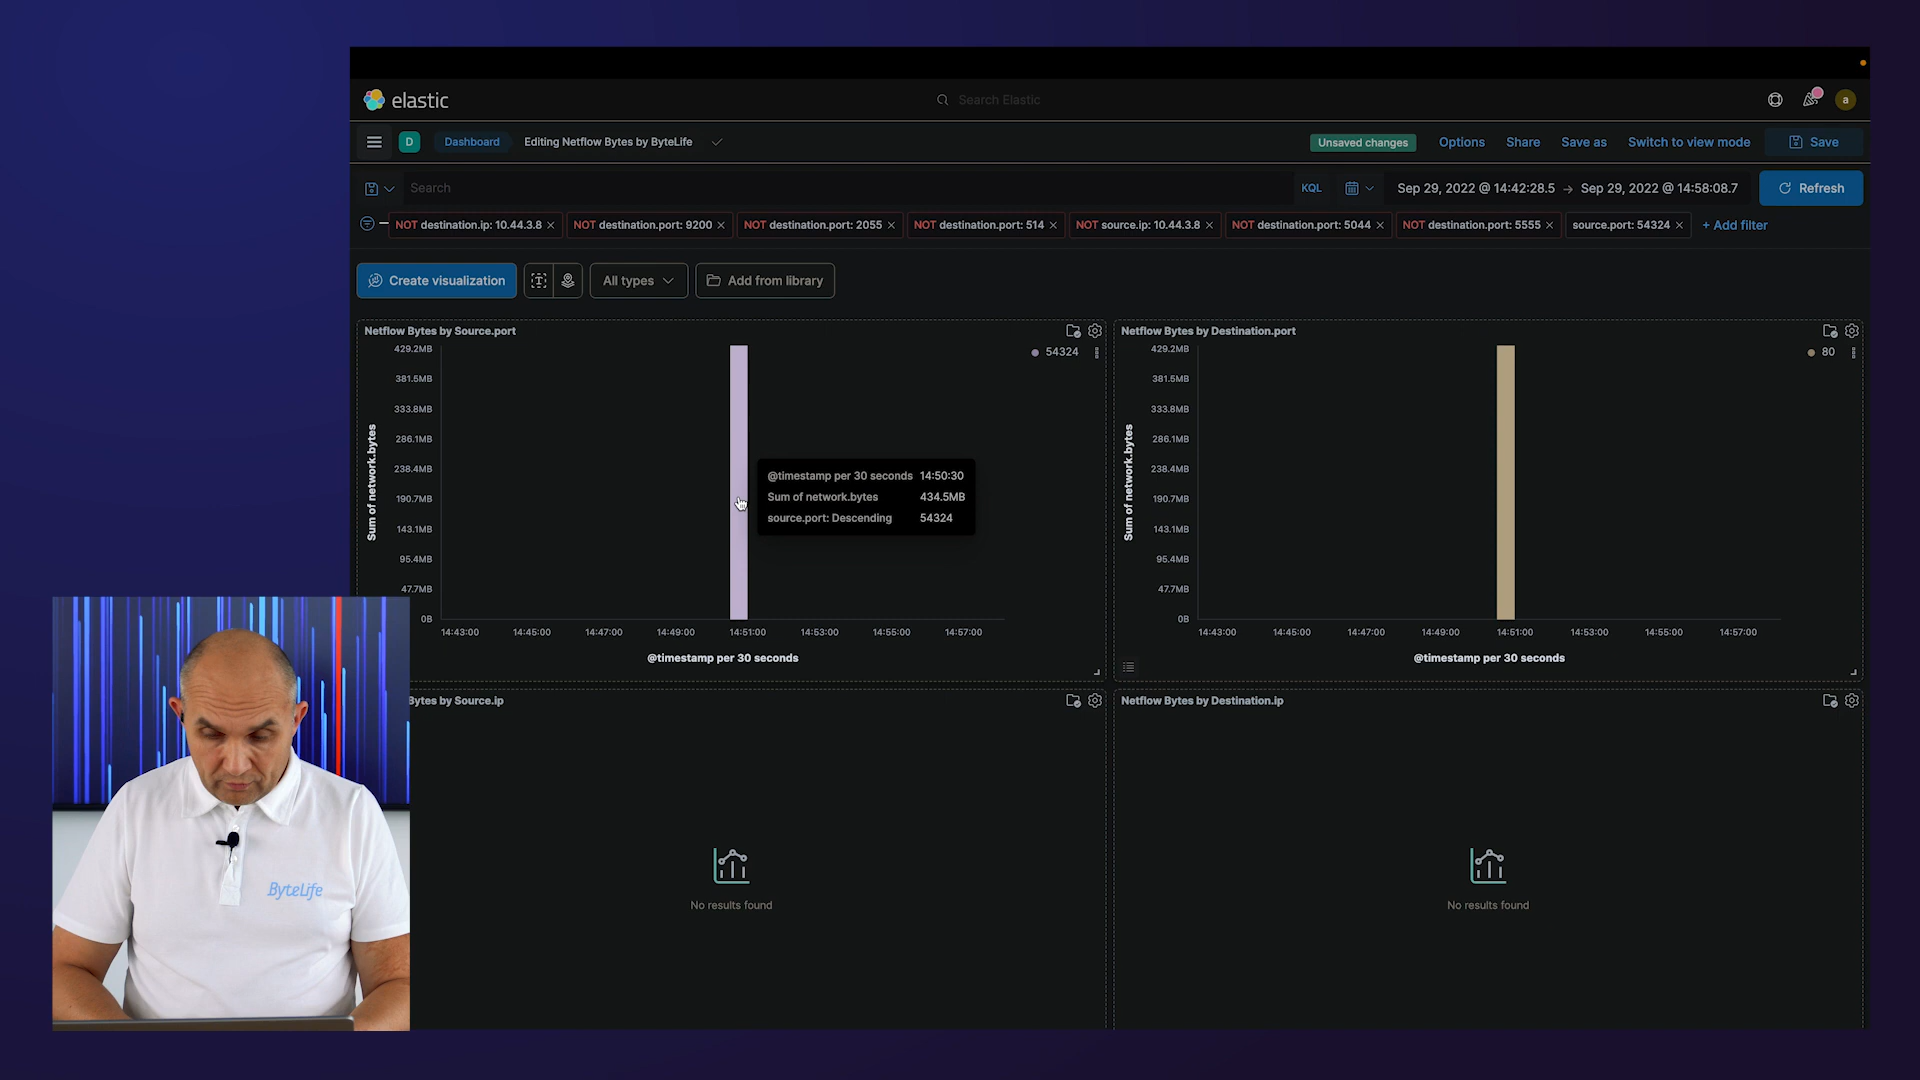 elastic
Search Elastic
a
D
Dashboard
Editing Netflow Bytes by ByteLife
Unsaved changes
Options
Share
Save as
Switch to view mode
Save
Search
KQL
Sep 29, 2022 @ 14:42:28.5 → Sep 29, 2022 @ 14:58:08.7
Refresh
NOT destination.ip: 10.44.3.8 ×
NOT destination.port: 9200 ×
NOT destination.port: 2055 ×
NOT destination.port: 514 ×
NOT source.ip: 10.44.3.8 ×
NOT destination.port: 5044 ×
NOT destination.port: 5555 ×
source.port: 54324 ×
+ Add filter
Create visualization
All types
Add from library
Netflow Bytes by Source.port
429.2MB
381.5MB
333.8MB
286.1MB
238.4MB
190.7MB
143.1MB
95.4MB
47.7MB
0B
Sum of network.bytes
14:43:00
14:45:00
14:47:00
14:49:00
14:51:00
14:53:00
14:55:00
14:57:00
@timestamp per 30 seconds
54324
@timestamp per 30 seconds 14:50:30
Sum of network.bytes 434.5MB
source.port: Descending 54324
Netflow Bytes by Destination.port
429.2MB
381.5MB
333.8MB
286.1MB
238.4MB
190.7MB
143.1MB
95.4MB
47.7MB
0B
Sum of network.bytes
14:43:00
14:45:00
14:47:00
14:49:00
14:51:00
14:53:00
14:55:00
14:57:00
@timestamp per 30 seconds
80
Bytes by Source.ip
No results found
Netflow Bytes by Destination.ip
No results found
ByteLife